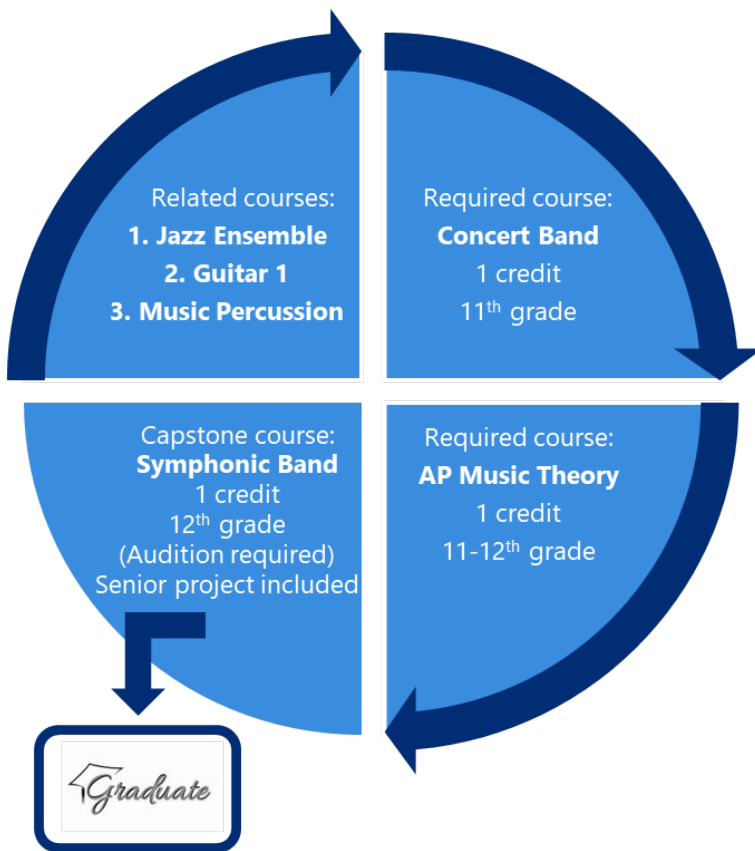 Related courses:
1. Jazz Ensemble
2. Guitar 1
3. Music Percussion
Required course:
Concert Band
1 credit
11th grade
Required course:
AP Music Theory
1 credit
11-12th grade
Capstone course:
Symphonic Band
1 credit
12th grade
(Audition required)
Senior project included
Graduate